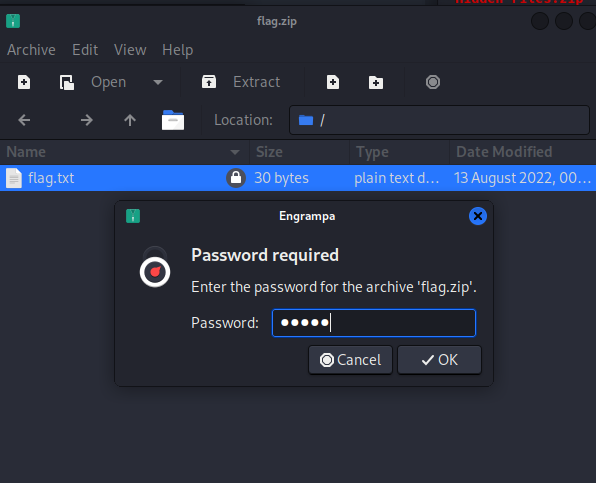 flag.zip
Archive Edit View Help
Open Extract
Location: /
Name Size Type Date Modified
flag.txt 30 bytes plain text d... 13 August 2022, 00...
Engrampa
Password required
Enter the password for the archive 'flag.zip'.
Password: ●●●●●
Cancel OK